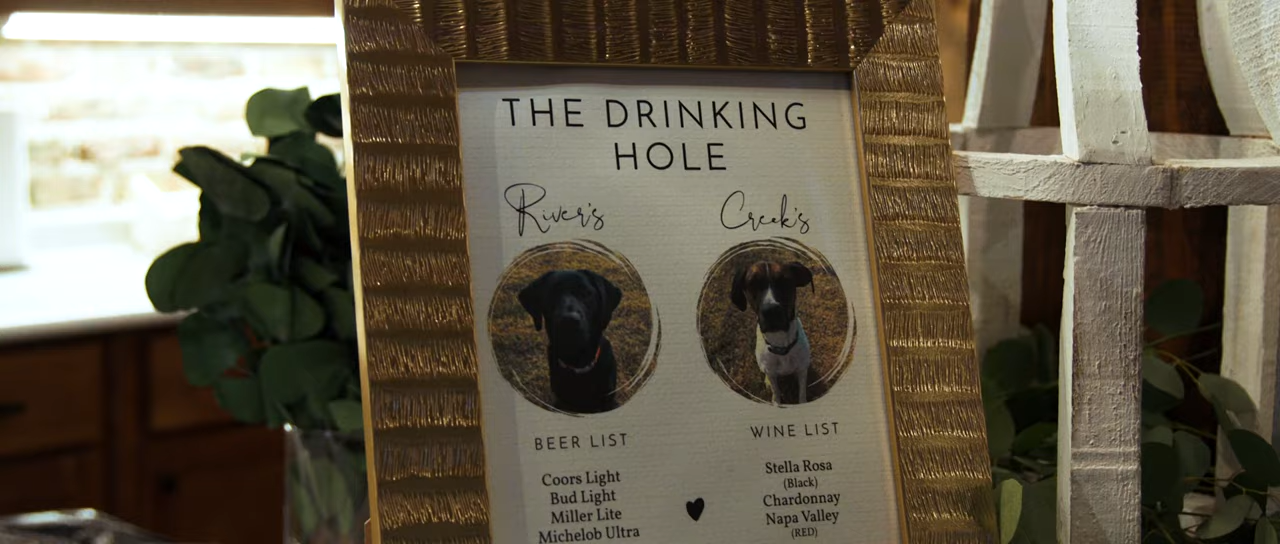 THE DRINKING
HOLE
River's
BEER LIST
Coors Light
Bud Light
Miller Lite
Michelob Ultra
Creek's
WINE LIST
Stella Rosa
(Black)
Chardonnay
Napa Valley
(RED)